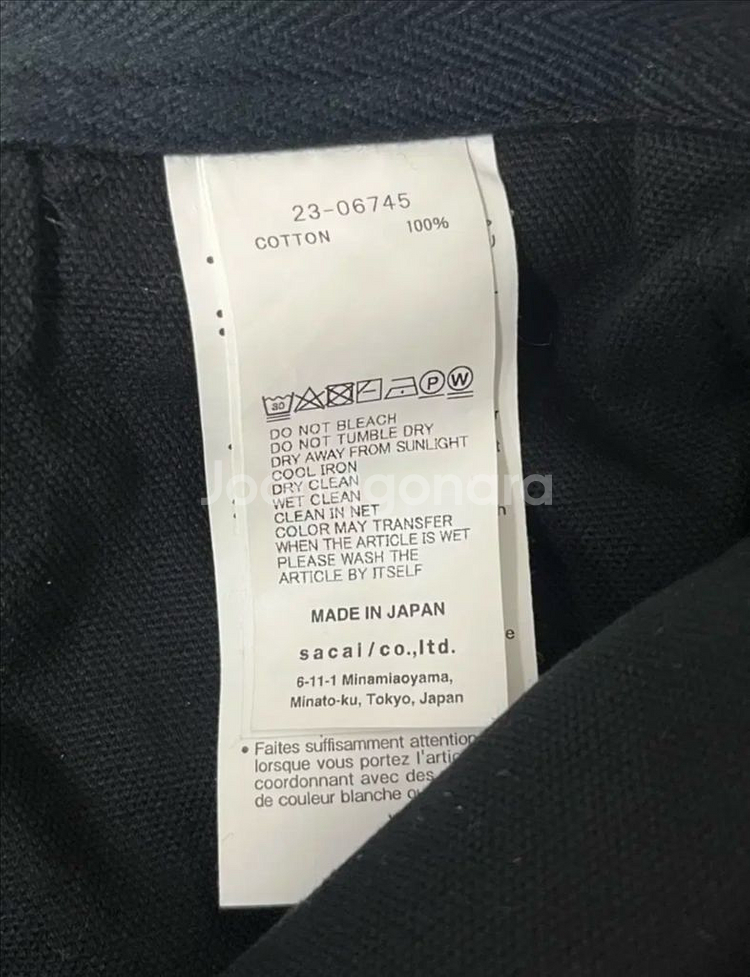 23-06745
COTTON 100%
30 P W
DO NOT BLEACH
DO NOT TUMBLE DRY
DRY AWAY FROM SUNLIGHT
COOL IRON
DRY CLEAN
WET CLEAN
CLEAN IN NET
COLOR MAY TRANSFER
WHEN THE ARTICLE IS WET
PLEASE WASH THE
ARTICLE BY ITSELF
MADE IN JAPAN
sacai/co.,ltd.
6-11-1 Minamiaoyama,
Minato-ku, Tokyo, Japan
• Faites suffisamment attention
lorsque vous portez l'artic
coordonnant avec des
de couleur blanche
Joonggonara